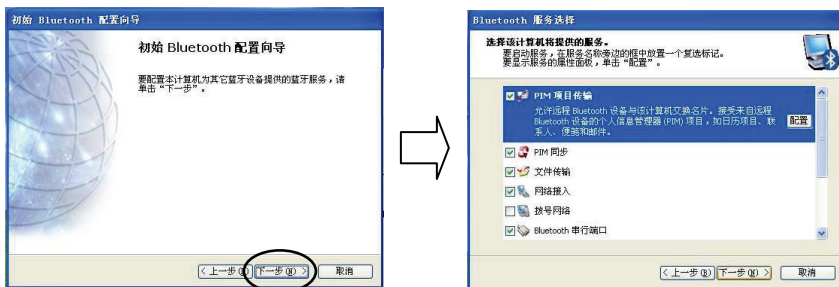 初始 Bluetooth 配置向导
初始 Bluetooth 配置向导
要配置本计算机为其它蓝牙设备提供的蓝牙服务，请
单击“下一步”。
<上一步(B) 下一步(N) > 取消
Bluetooth 服务选择
选择该计算机将提供的服务。
要启动服务，在服务名称旁边的框中放置一个复选标记。
要显示服务的属性面板，单击“配置”。
PIM 项目传输
允许远程 Bluetooth 设备与该计算机交换名片。接受来自远程
Bluetooth 设备的个人信息管理器 (PIM) 项目，如日历项目、联
系人、便笺和邮件。
配置
PIM 同步
文件传输
网络接入
拨号网络
Bluetooth 串行端口
<上一步(B) 下一步(N) > 取消